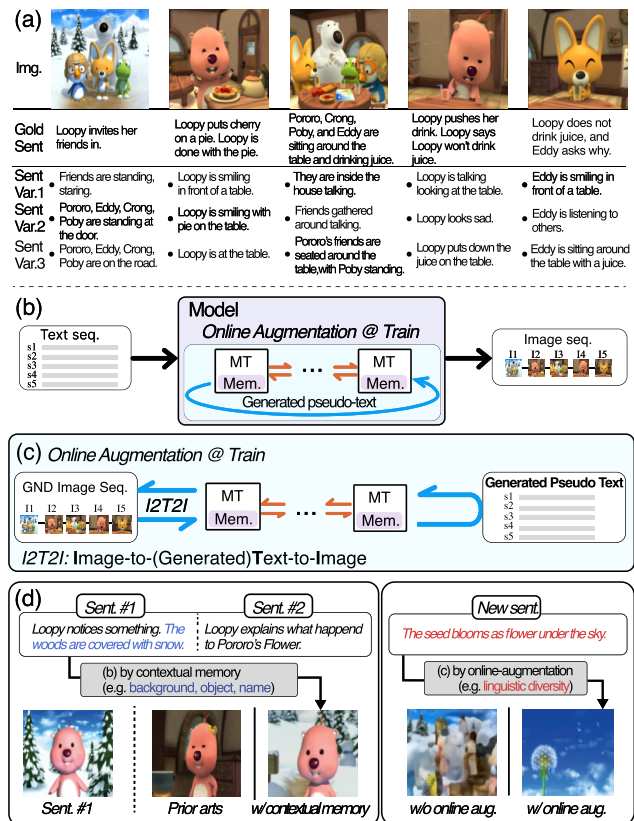 (a)
Img.
Gold Sent
Loopy invites her friends in.
Loopy puts cherry on a pie. Loopy is done with the pie.
Pororo, Crong, Poby, and Eddy are sitting around the table and drinking juice.
Loopy pushes her drink. Loopy says Loopy won't drink juice.
Loopy does not drink juice, and Eddy asks why.
Sent Var.1
• Friends are standing, staring.
• Loopy is smiling in front of a table.
• They are inside the house talking.
• Loopy is talking looking at the table.
• Eddy is smiling in front of a table.
Sent Var.2
• Pororo, Eddy, Crong, Poby are standing at the door.
• Loopy is smiling with pie on the table.
• Friends gathered around talking.
• Loopy looks sad.
• Eddy is listening to others.
Sent Var.3
• Pororo, Eddy, Crong, Poby are on the road.
• Loopy is at the table.
• Pororo's friends are seated around the table,with Poby standing.
• Loopy puts down the juice on the table.
• Eddy is sitting around the table with a juice.
(b)
Text seq.
s1
s2
s3
s4
s5
Model
Online Augmentation @ Train
MT
Mem.
...
MT
Mem.
Generated pseudo-text
Image seq.
I1 I2 I3 I4 I5
(c) Online Augmentation @ Train
GND Image Seq.
I1 I2 I3 I4 I5
I2T2I
MT
Mem.
...
MT
Mem.
Generated Pseudo Text
s1
s2
s3
s4
s5
I2T2I: Image-to-(Generated)Text-to-Image
(d)
Sent. #1
Loopy notices something. The
woods are covered with snow.
Sent. #2
Loopy explains what happend
to Pororo's Flower.
(b) by contextual memory
(e.g. background, object, name)
Sent. #1
Prior arts
w/contextual memory
New sent.
The seed blooms as flower under the sky.
(c) by online-augmentation
(e.g. linguistic diversity)
w/o online aug.
w/ online aug.